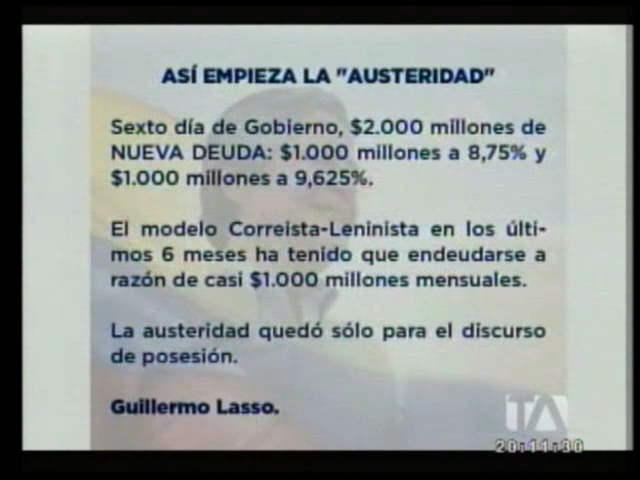 ASÍ EMPIEZA LA "AUSTERIDAD"
Sexto día de Gobierno, $2.000 millones de
NUEVA DEUDA: $1.000 millones a 8,75% y
$1.000 millones a 9,625%.
El modelo Correista-Leninista en los últi-
mos 6 meses ha tenido que endeudarse a
razón de casi $1.000 millones mensuales.
La austeridad quedó sólo para el discurso
de posesión.
Guillermo Lasso.
TA
20:11:30